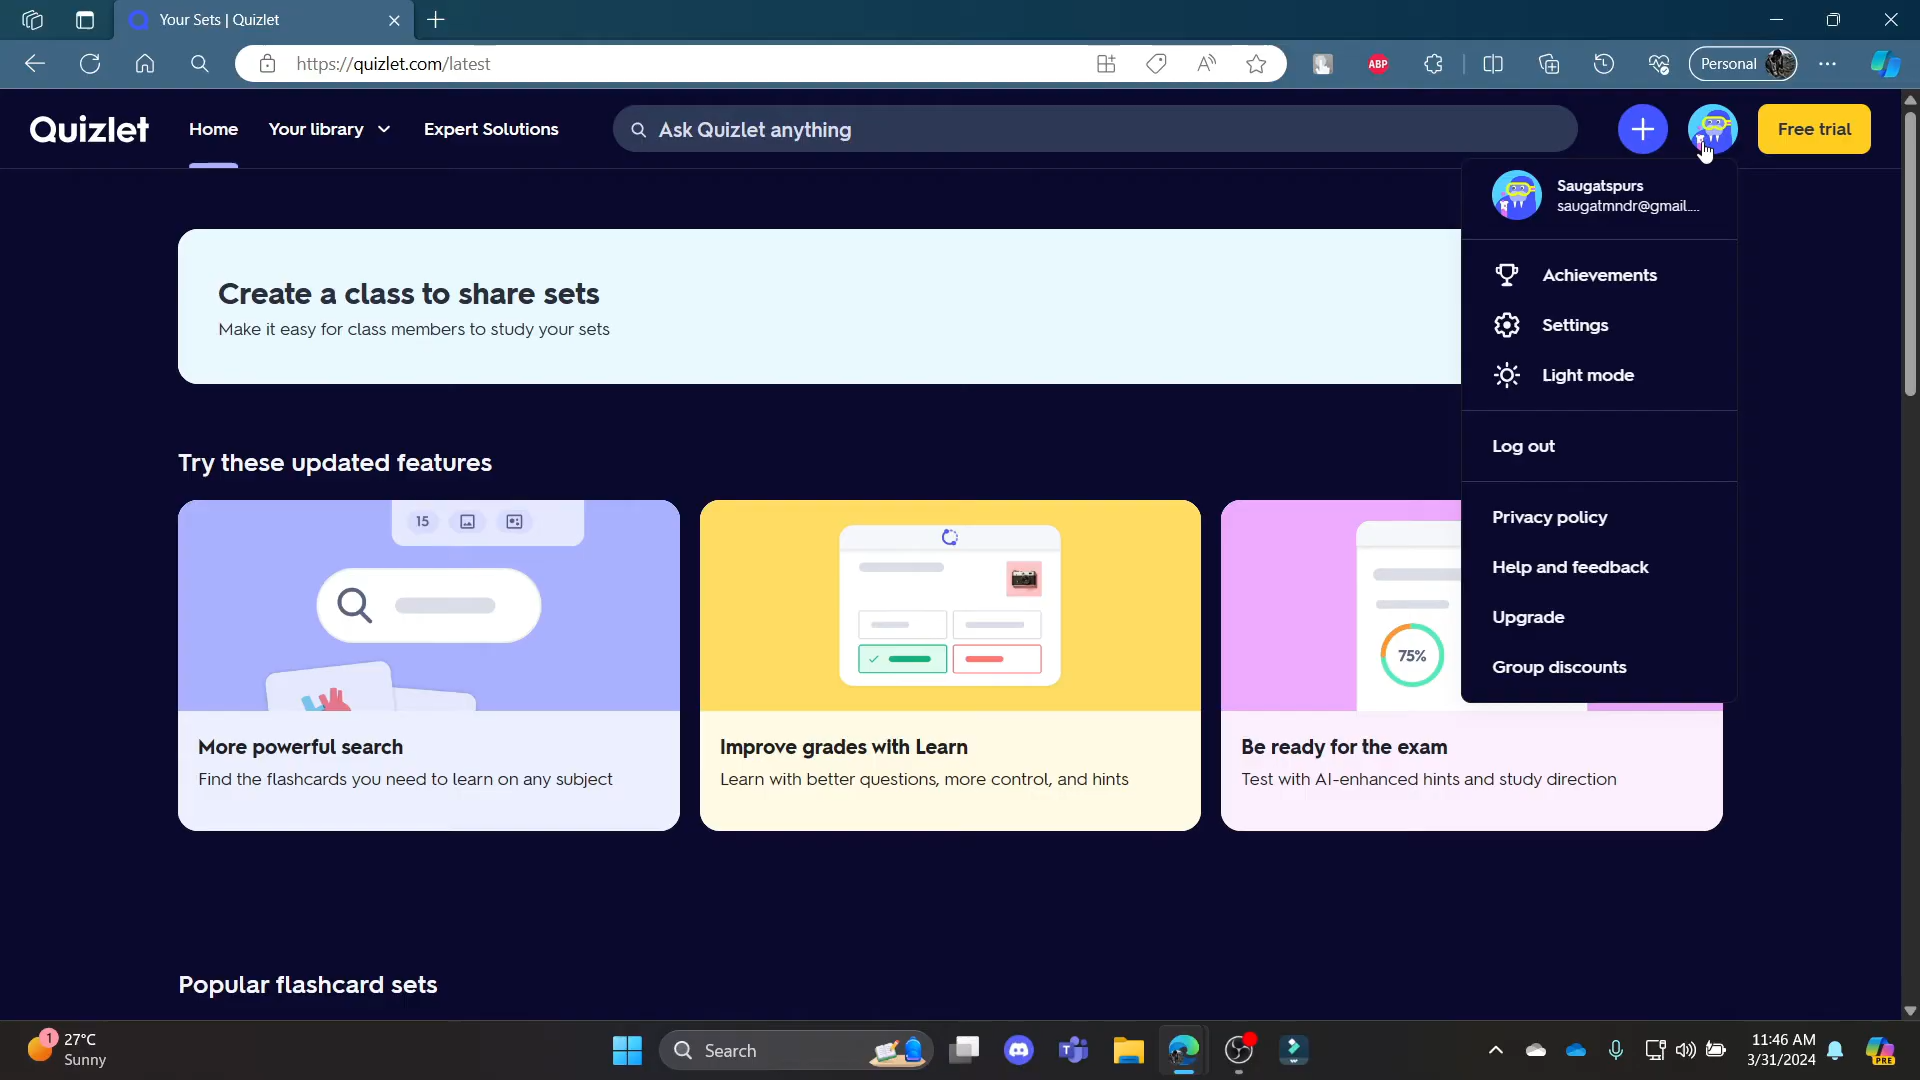 Your Sets | Quizlet
https://quizlet.com/latest
ABP
Personal
Quizlet
Home
Your library
Expert Solutions
Ask Quizlet anything
Free trial
Saugatspurs
saugatmndr@gmail....
Achievements
Settings
Light mode
Log out
Privacy policy
Help and feedback
Upgrade
Group discounts
Create a class to share sets
Make it easy for class members to study your sets
Try these updated features
15
75%
More powerful search
Find the flashcards you need to learn on any subject
Improve grades with Learn
Learn with better questions, more control, and hints
Be ready for the exam
Test with AI-enhanced hints and study direction
Popular flashcard sets
1
27°C
Sunny
Search
11:46 AM
3/31/2024
PRE